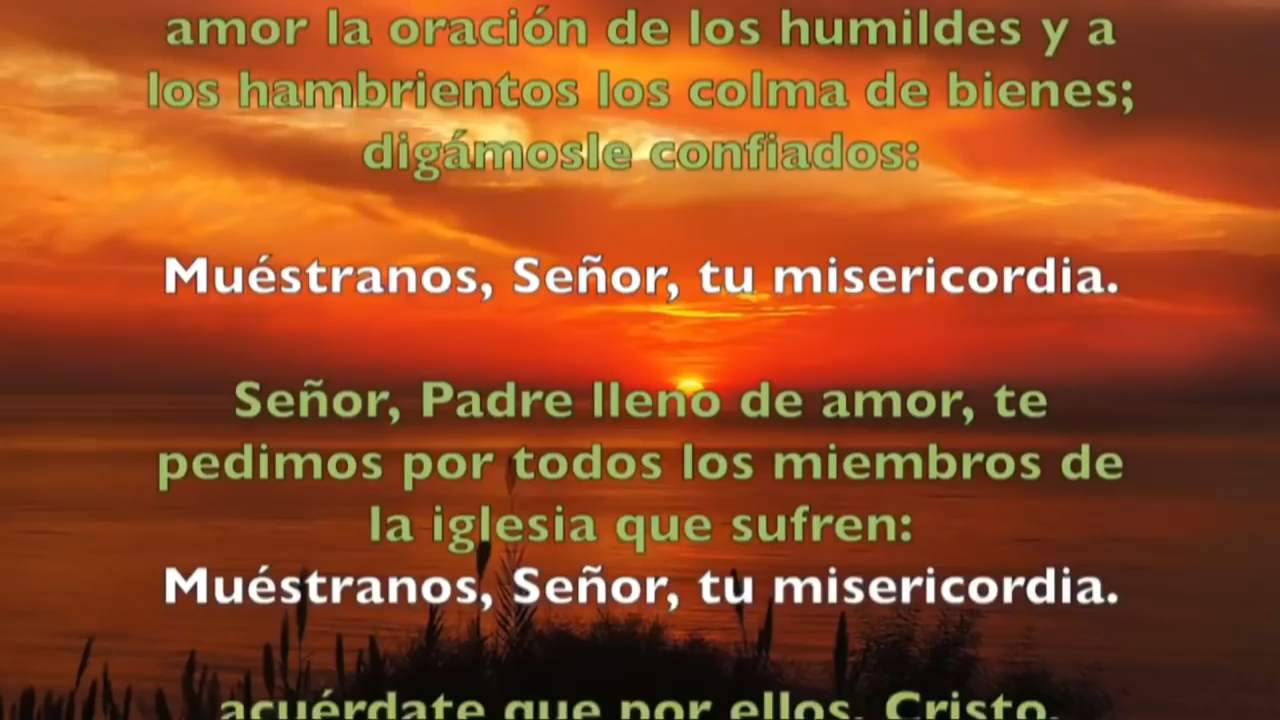 amor la oración de los humildes y a
los hambrientos los colma de bienes;
digámosle confiados:
Muéstranos, Señor, tu misericordia.
Señor, Padre lleno de amor, te
pedimos por todos los miembros de
la iglesia que sufren:
Muéstranos, Señor, tu misericordia.
acuérdate que por ellos, Cristo,